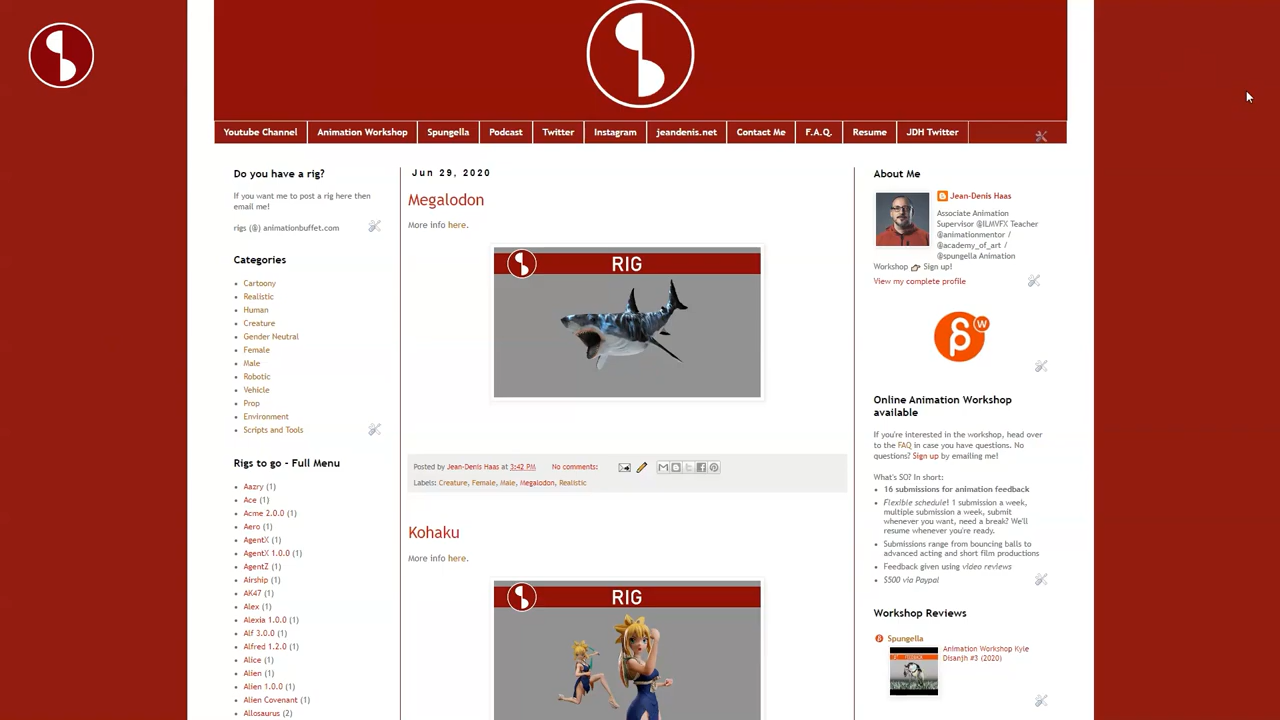 Youtube Channel
Animation Workshop
Spungella
Podcast
Twitter
Instagram
jeandenis.net
Contact Me
F.A.Q.
Resume
JDH Twitter
Do you have a rig?
If you want me to post a rig here then
email me!
rigs (@) animationbuffet.com
Categories
Cartoony
Realistic
Human
Creature
Gender Neutral
Female
Male
Robotic
Vehicle
Prop
Environment
Scripts and Tools
Rigs to go - Full Menu
Aazry (1)
Ace (1)
Acme 2.0.0 (1)
Aero (1)
AgentX (1)
AgentX 1.0.0 (1)
AgentZ (1)
Airship (1)
AK47 (1)
Alex (1)
Alexia 1.0.0 (1)
Alf 3.0.0 (1)
Alfred 1.2.0 (1)
Alice (1)
Alien (1)
Alien 1.0.0 (1)
Alien Covenant (1)
Allosaurus (2)
Jun 29, 2020
Megalodon
More info here.
RIG
Posted by Jean-Denis Haas at 3:42 PM No comments:
Labels: Creature, Female, Male, Megalodon, Realistic
Kohaku
More info here.
RIG
About Me
Jean-Denis Haas
Associate Animation
Supervisor @ILMVFX Teacher
@animationmentor /
@academy_of_art /
@spungella Animation
Workshop Sign up!
View my complete profile
W
Online Animation Workshop
available
If you're interested in the workshop, head over
to the FAQ in case you have questions. No
questions? Sign up by emailing me!
What's SO? In short:
16 submissions for animation feedback
Flexible schedule! 1 submission a week,
multiple submission a week, submit
whenever you want, need a break? We'll
resume whenever you're ready.
Submissions range from bouncing balls to
advanced acting and short film productions
Feedback given using video reviews
$500 via Paypal
Workshop Reviews
Spungella
Animation Workshop Kyle
Disanjh #3 (2020)